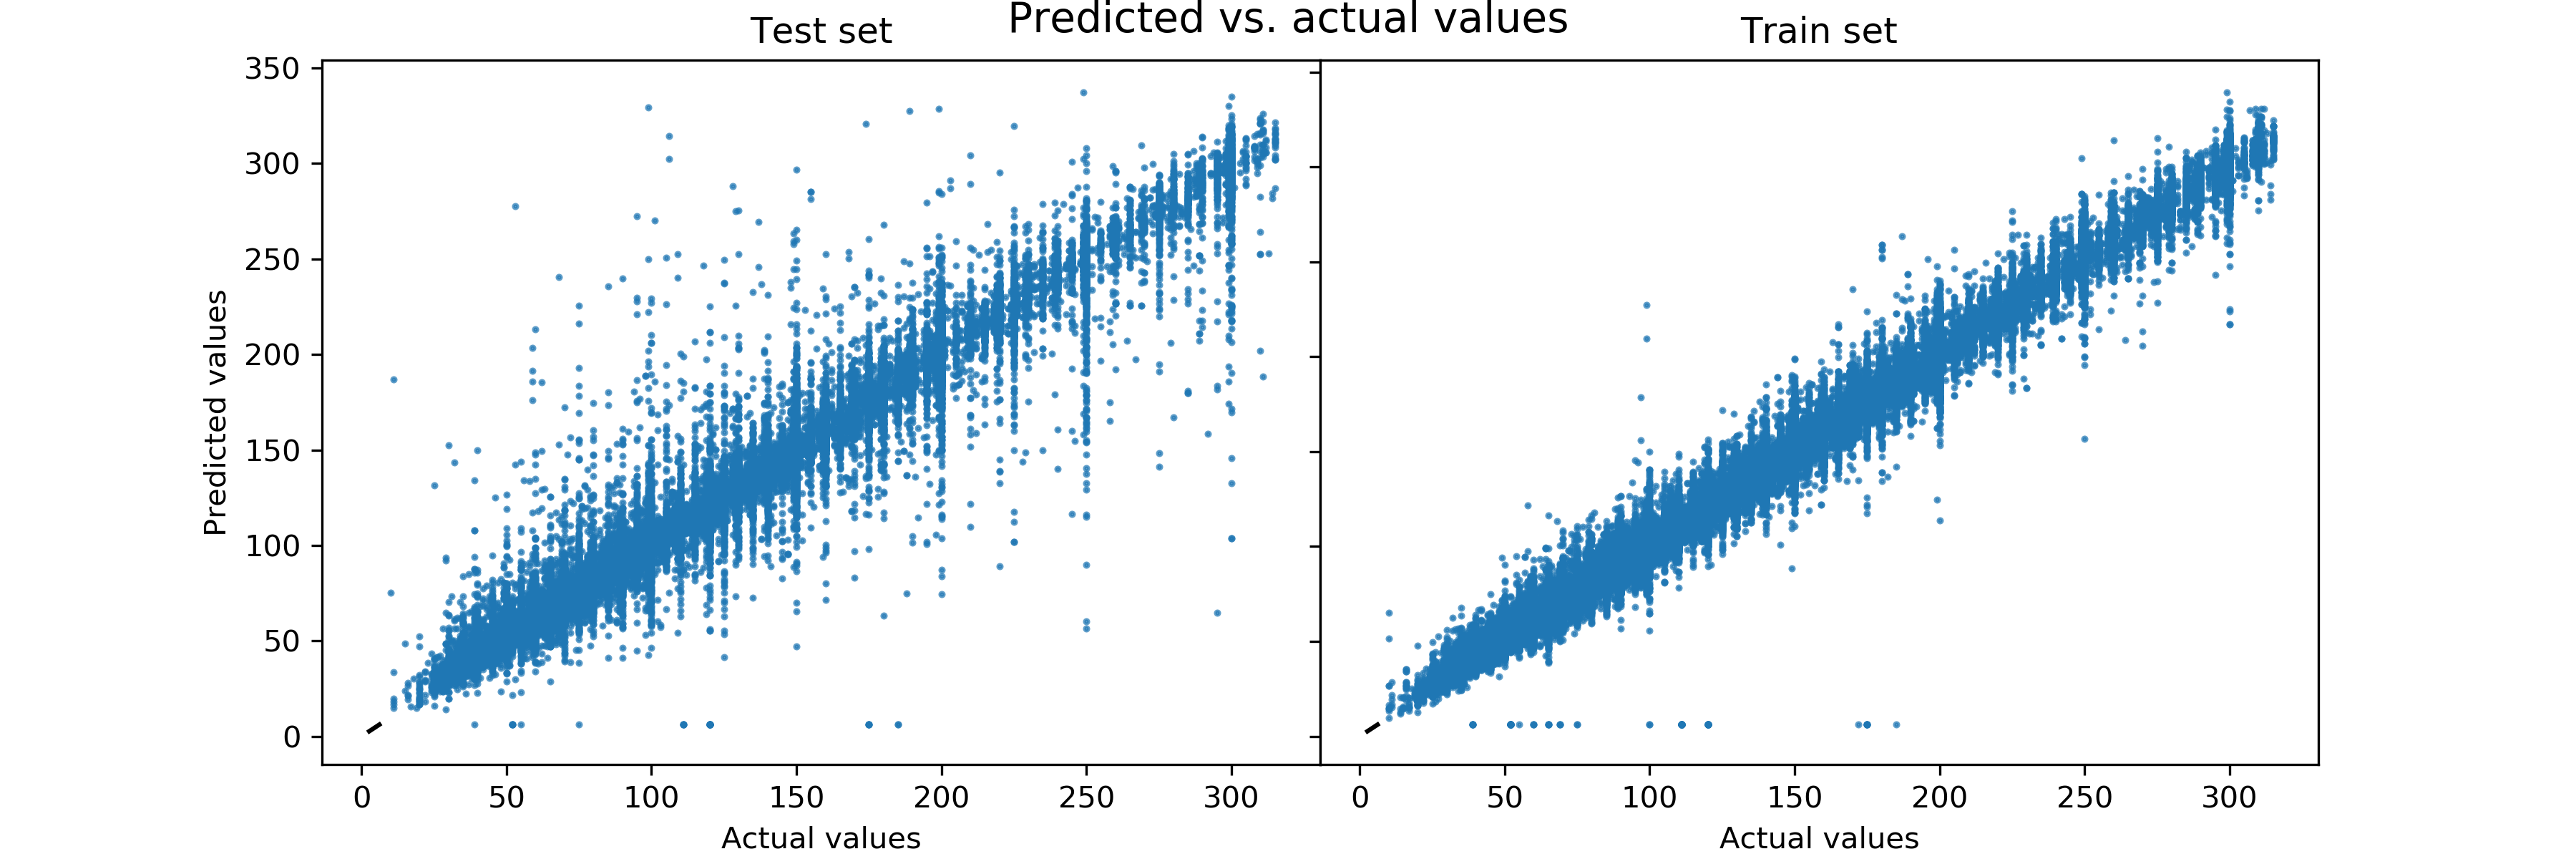 Predicted vs. actual values
Test set
Train set
Predicted values
350
300
250
200
150
100
50
0
0 50 100 150 200 250 300
0 50 100 150 200 250 300
Actual values
Actual values